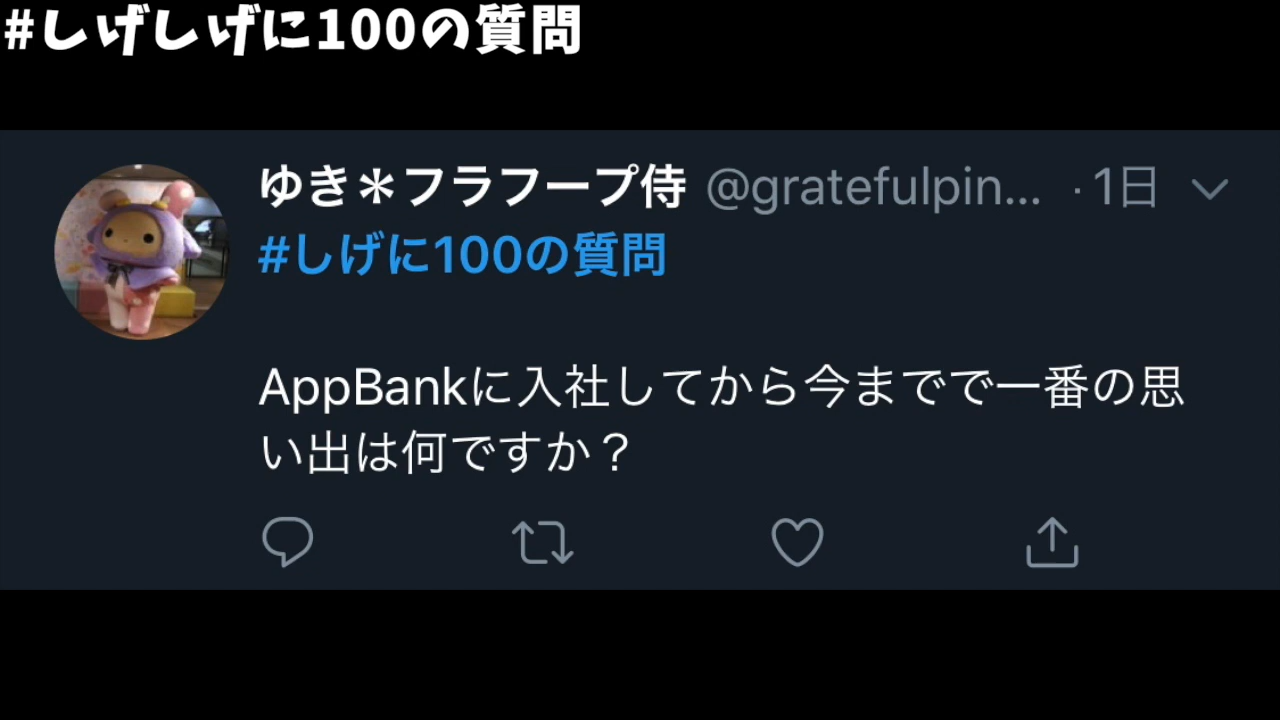 #しげしげに100の質問
ゆき＊フラフープ侍 @gratefulpin... ·1日
#しげに100の質問
AppBankに入社してから今までで一番の思
い出は何ですか？